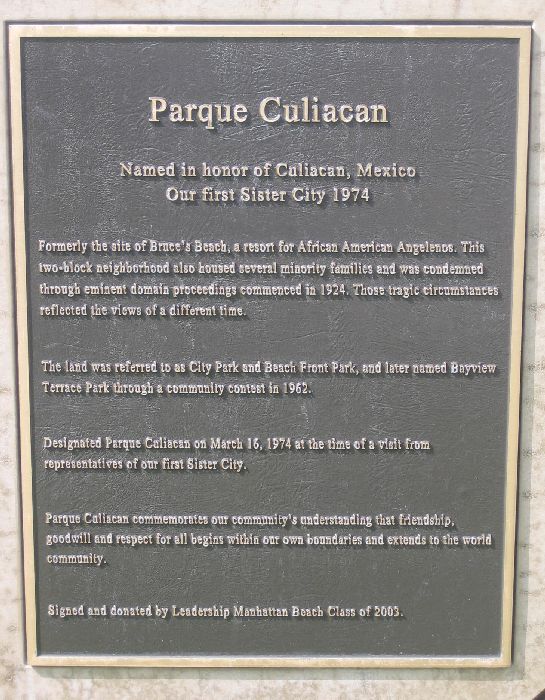 Parque Culiacan
Named in honor of Culiacan, Mexico
Our first Sister City 1974
Formerly the site of Bruce's Beach, a resort for African American Angelenos. This
two-block neighborhood also housed several minority families and was condemned
through eminent domain proceedings commenced in 1924. Those tragic circumstances
reflected the views of a different time.
The land was referred to as City Park and Beach Front Park, and later named Bayview
Terrace Park through a community contest in 1962.
Designated Parque Culiacan on March 16, 1974 at the time of a visit from
representatives of our first Sister City.
Parque Culiacan commemorates our community's understanding that friendship,
goodwill and respect for all begins within our own boundaries and extends to the world
community.
Signed and donated by Leadership Manhattan Beach Class of 2003.